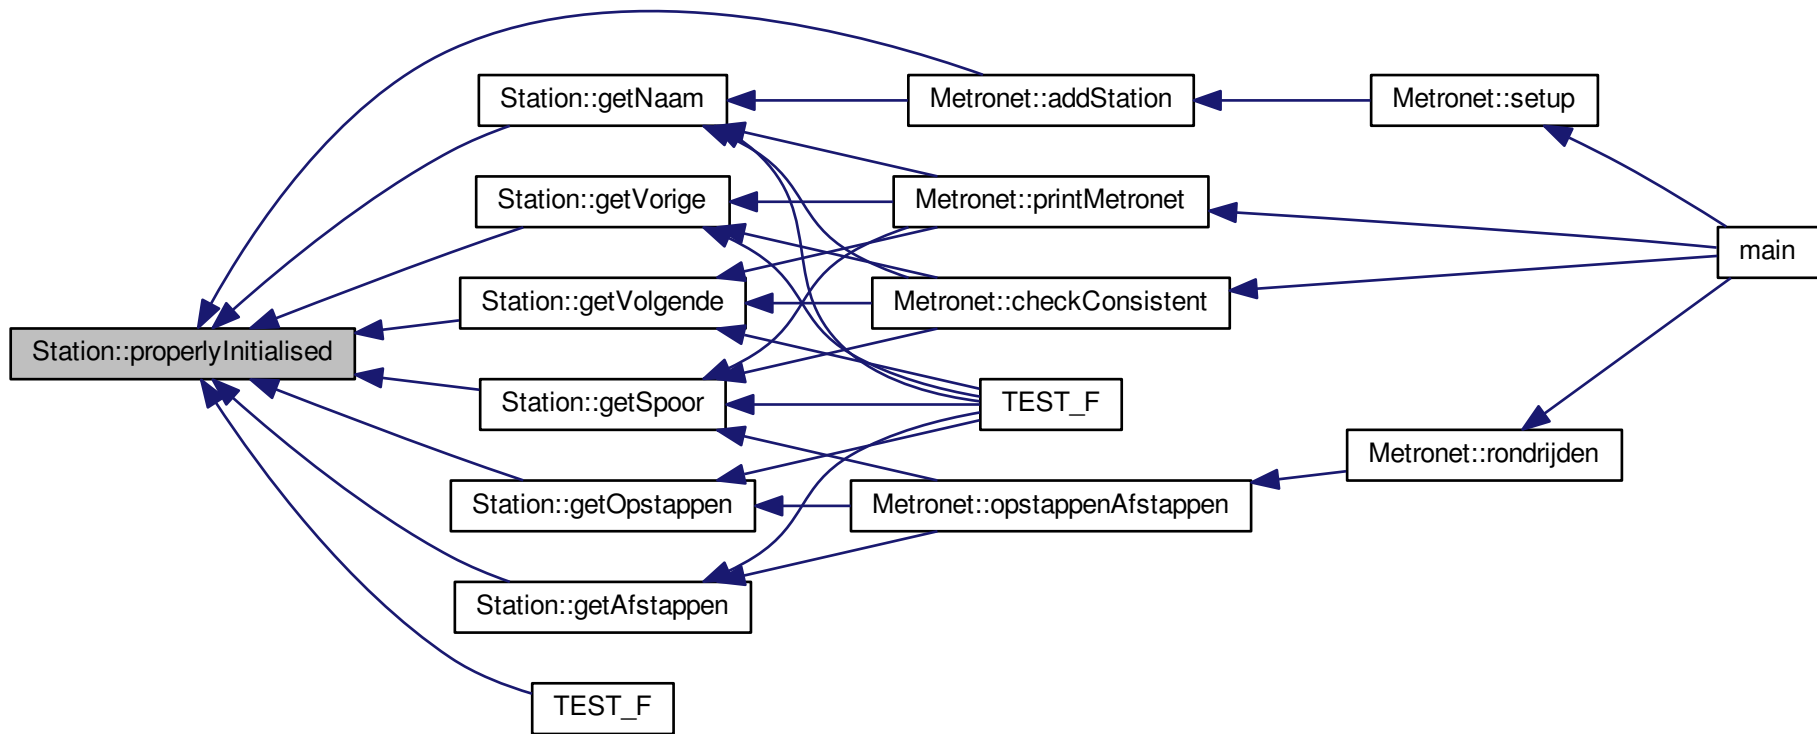 Station::properlyInitialised
Station::getNaam
Station::getVorige
Station::getVolgende
Station::getSpoor
Station::getOpstappen
Station::getAfstappen
TEST_F
Metronet::addStation
Metronet::printMetronet
Metronet::checkConsistent
TEST_F
Metronet::opstappenAfstappen
Metronet::setup
Metronet::rondrijden
main